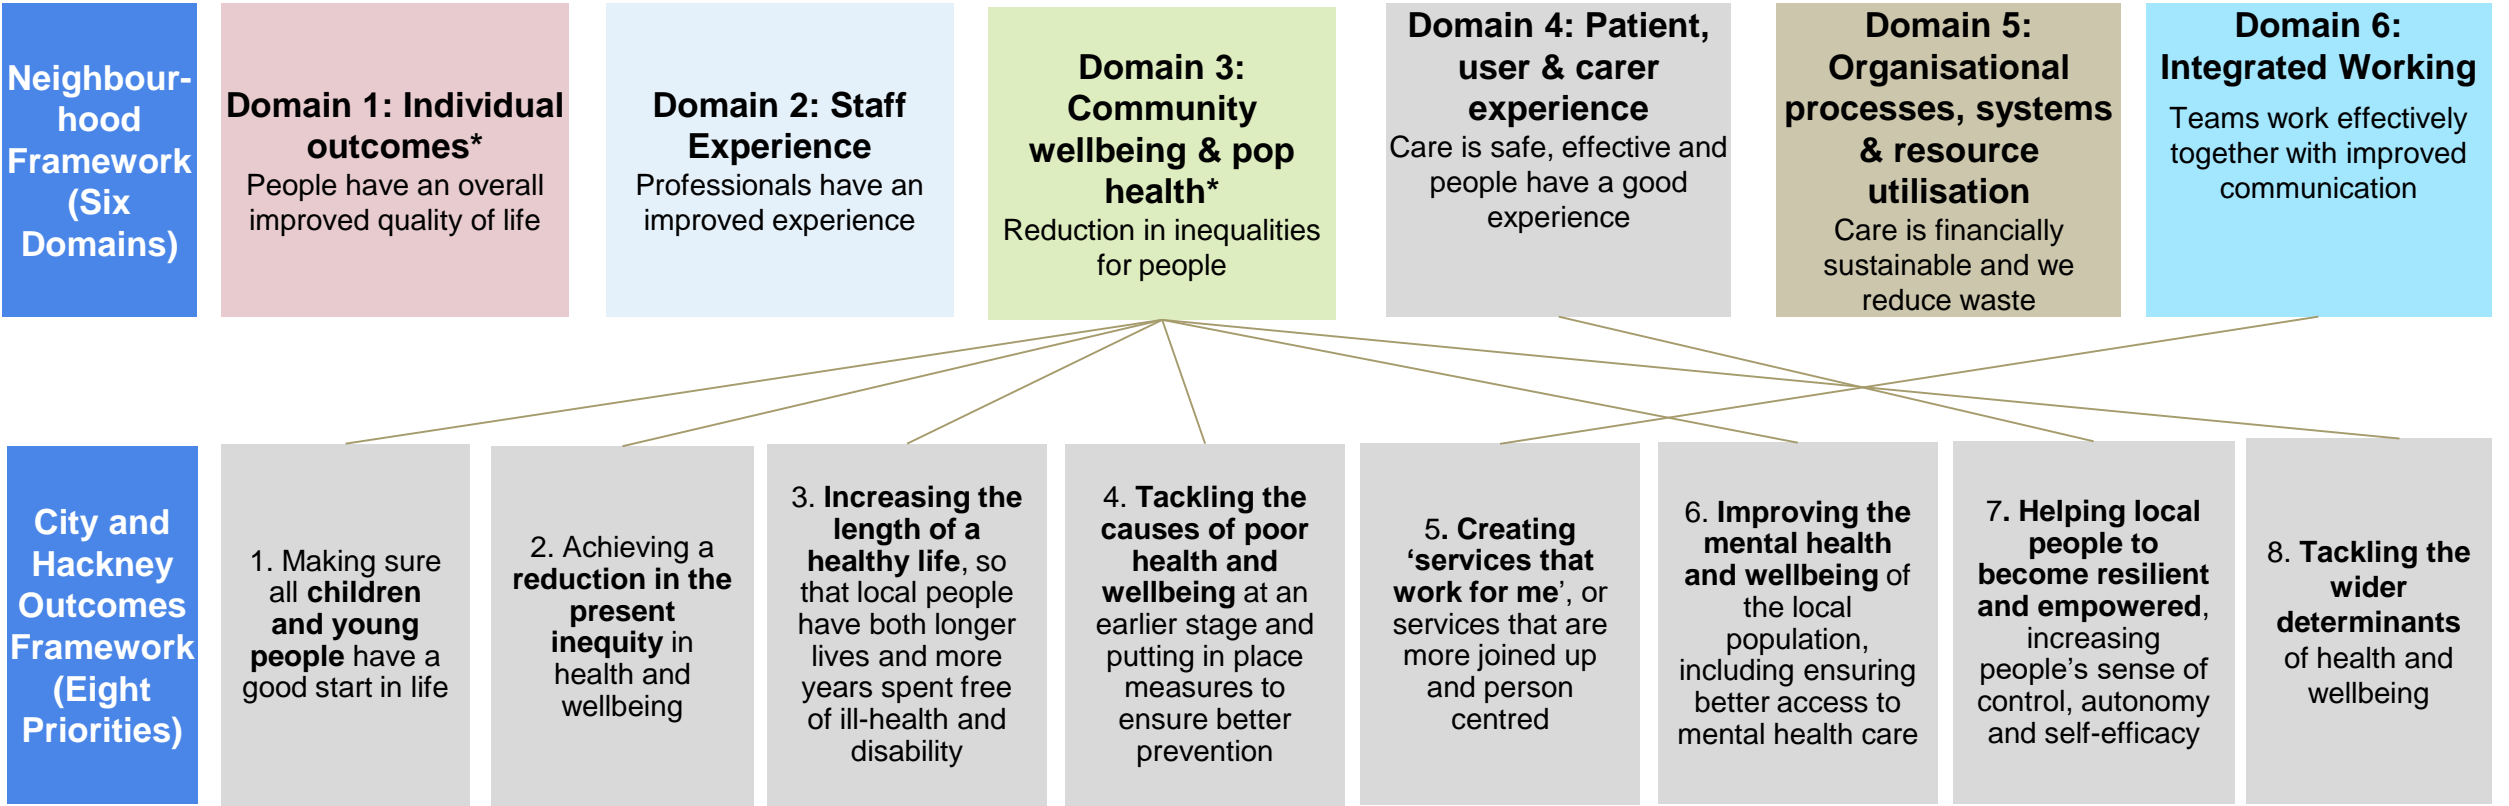 Neighbour-
hood
Framework
(Six
Domains)
Domain 1: Individual
outcomes*
People have an overall
improved quality of life
Domain 2: Staff
Experience
Professionals have an
improved experience
Domain 3:
Community
wellbeing & pop
health*
Reduction in inequalities
for people
Domain 4: Patient,
user & carer
experience
Care is safe, effective and
people have a good
experience
Domain 5:
Organisational
processes, systems
& resource
utilisation
Care is financially
sustainable and we
reduce waste
Domain 6:
Integrated Working
Teams work effectively
together with improved
communication
City and
Hackney
Outcomes
Framework
(Eight
Priorities)
1. Making sure
all children
and young
people have a
good start in life
2. Achieving a
reduction in the
present
inequity in
health and
wellbeing
3. Increasing the
length of a
healthy life, so
that local people
have both longer
lives and more
years spent free
of ill-health and
disability
4. Tackling the
causes of poor
health and
wellbeing at an
earlier stage and
putting in place
measures to
ensure better
prevention
5. Creating
‘services that
work for me’, or
services that are
more joined up
and person
centred
6. Improving the
mental health
and wellbeing of
the local
population,
including ensuring
better access to
mental health care
7. Helping local
people to
become resilient
and empowered,
increasing
people’s sense of
control, autonomy
and self-efficacy
8. Tackling the
wider
determinants
of health and
wellbeing